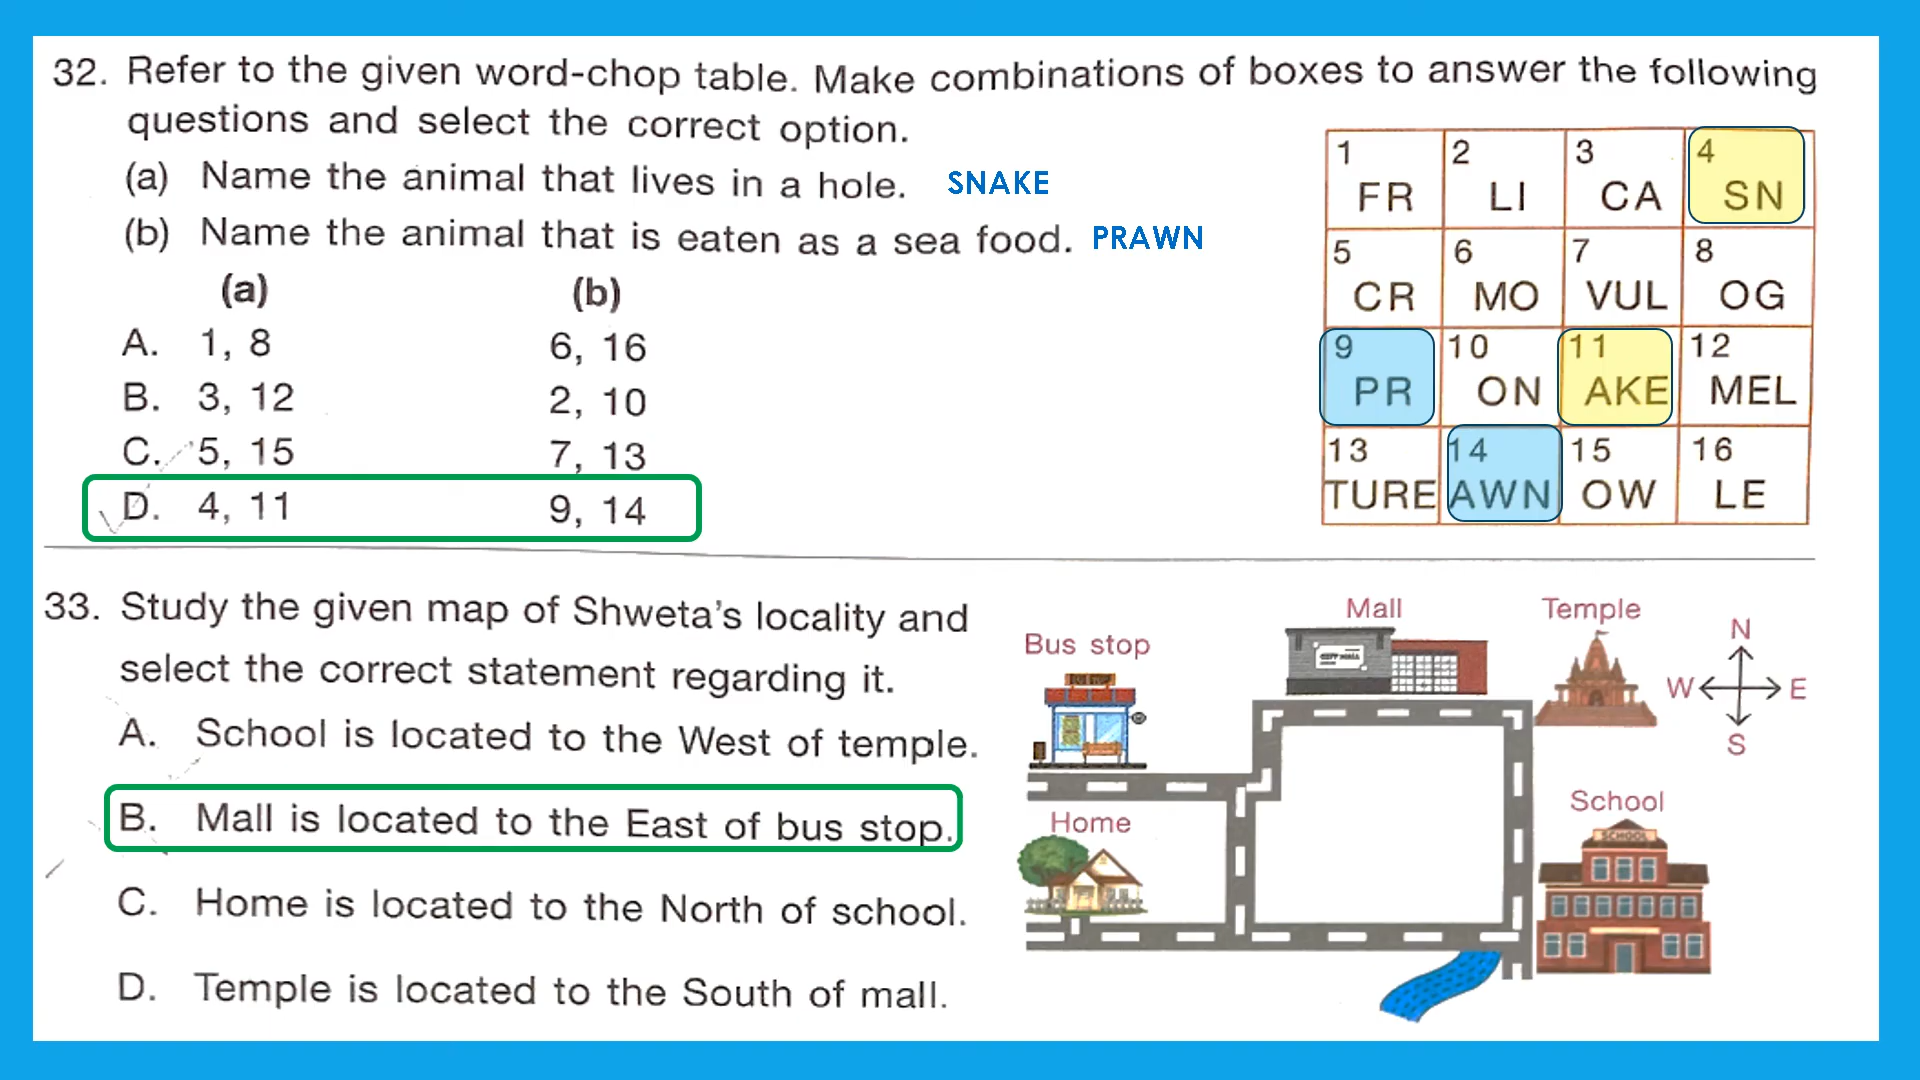 32. Refer to the given word-chop table. Make combinations of boxes to answer the following
questions and select the correct option.
(a) Name the animal that lives in a hole. SNAKE
(b) Name the animal that is eaten as a sea food. PRAWN
(a) (b)
A. 1, 8 6, 16
B. 3, 12 2, 10
C. 5, 15 7, 13
D. 4, 11 9, 14
1 2 3 4
FR LI CA SN
5 6 7 8
CR MO VUL OG
9 10 11 12
PR ON AKE MEL
13 14 15 16
TURE AWN OW LE
33. Study the given map of Shweta's locality and
select the correct statement regarding it.
A. School is located to the West of temple.
B. Mall is located to the East of bus stop.
C. Home is located to the North of school.
D. Temple is located to the South of mall.
Mall
Temple
Bus stop
N
W E
S
CITY MALL
School
SCHOOL
Home